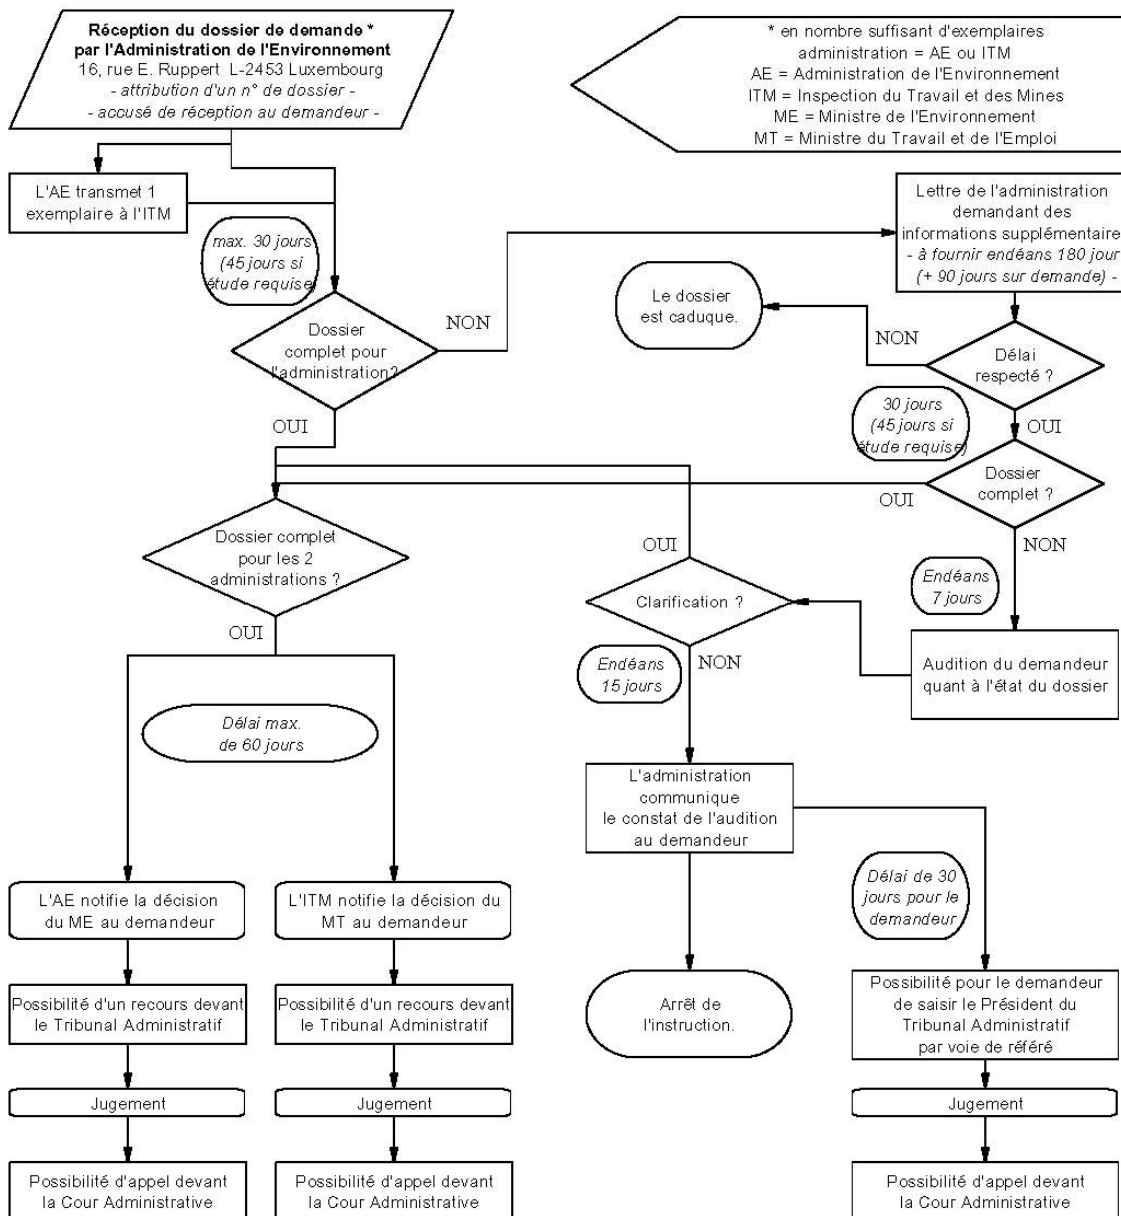 Réception du dossier de demande *
par l'Administration de l'Environnement
16, rue E. Ruppert L-2453 Luxembourg
- attribution d'un n° de dossier -
- accusé de réception au demandeur -
* en nombre suffisant d'exemplaires
administration = AE ou ITM
AE = Administration de l'Environnement
ITM = Inspection du Travail et des Mines
ME = Ministre de l'Environnement
MT = Ministre du Travail et de l'Emploi
L'AE transmet 1
exemplaire à l'ITM
max. 30 jours
(45 jours si
étude requise)
Dossier
complet pour
l'administration?
NON
Lettre de l'administration
demandant des
informations supplémentaire
- à fournir endéans 180 jour
(+ 90 jours sur demande) -
Le dossier
est caduque.
NON
Délai
respecté ?
OUI
30 jours
(45 jours si
étude requise)
OUI
Dossier
complet ?
OUI
NON
Dossier complet
pour les 2
administrations ?
OUI
OUI
Clarification ?
NON
Endéans
7 jours
Audition du demandeur
quant à l'état du dossier
Endéans
15 jours
Délai max.
de 60 jours
L'administration
communique
le constat de l'audition
au demandeur
Délai de 30
jours pour le
demandeur
L'AE notifie la décision
du ME au demandeur
L'ITM notifie la décision du
MT au demandeur
Possibilité d'un recours devant
le Tribunal Administratif
Possibilité d'un recours devant
le Tribunal Administratif
Arrêt de
l'instruction.
Possibilité pour le demandeur
de saisir le Président du
Tribunal Administratif
par voie de référé
Jugement
Jugement
Jugement
Possibilité d'appel devant
la Cour Administrative
Possibilité d'appel devant
la Cour Administrative
Possibilité d'appel devant
la Cour Administrative